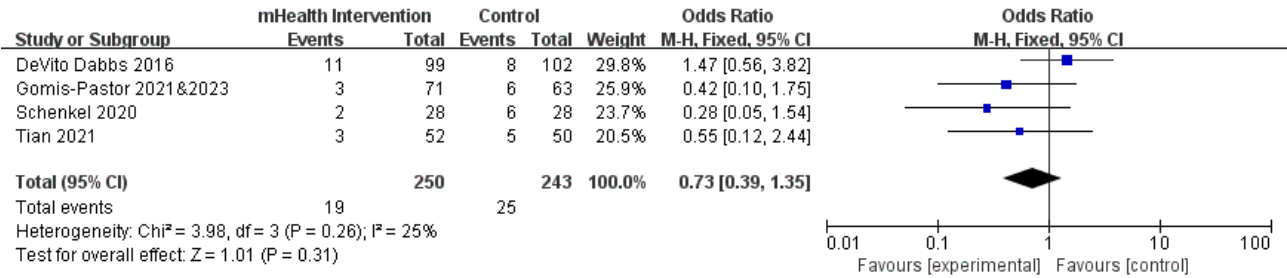 mHealth Intervention Control Odds Ratio Odds Ratio
Study or Subgroup Events Total Events Total Weight M-H, Fixed, 95% CI M-H, Fixed, 95% CI
DeVito Dabbs 2016 11 99 8 102 29.8% 1.47 [0.56, 3.82]
Gomis-Pastor 2021&2023 3 71 6 63 25.9% 0.42 [0.10, 1.75]
Schenkel 2020 2 28 6 28 23.7% 0.28 [0.05, 1.54]
Tian 2021 3 52 5 50 20.5% 0.55 [0.12, 2.44]
Total (95% CI) 250 243 100.0% 0.73 [0.39, 1.35]
Total events 19 25
Heterogeneity: Chi² = 3.98, df = 3 (P = 0.26); I² = 25%
Test for overall effect: Z = 1.01 (P = 0.31)
0.01 0.1 1 10 100
Favours [experimental] Favours [control]